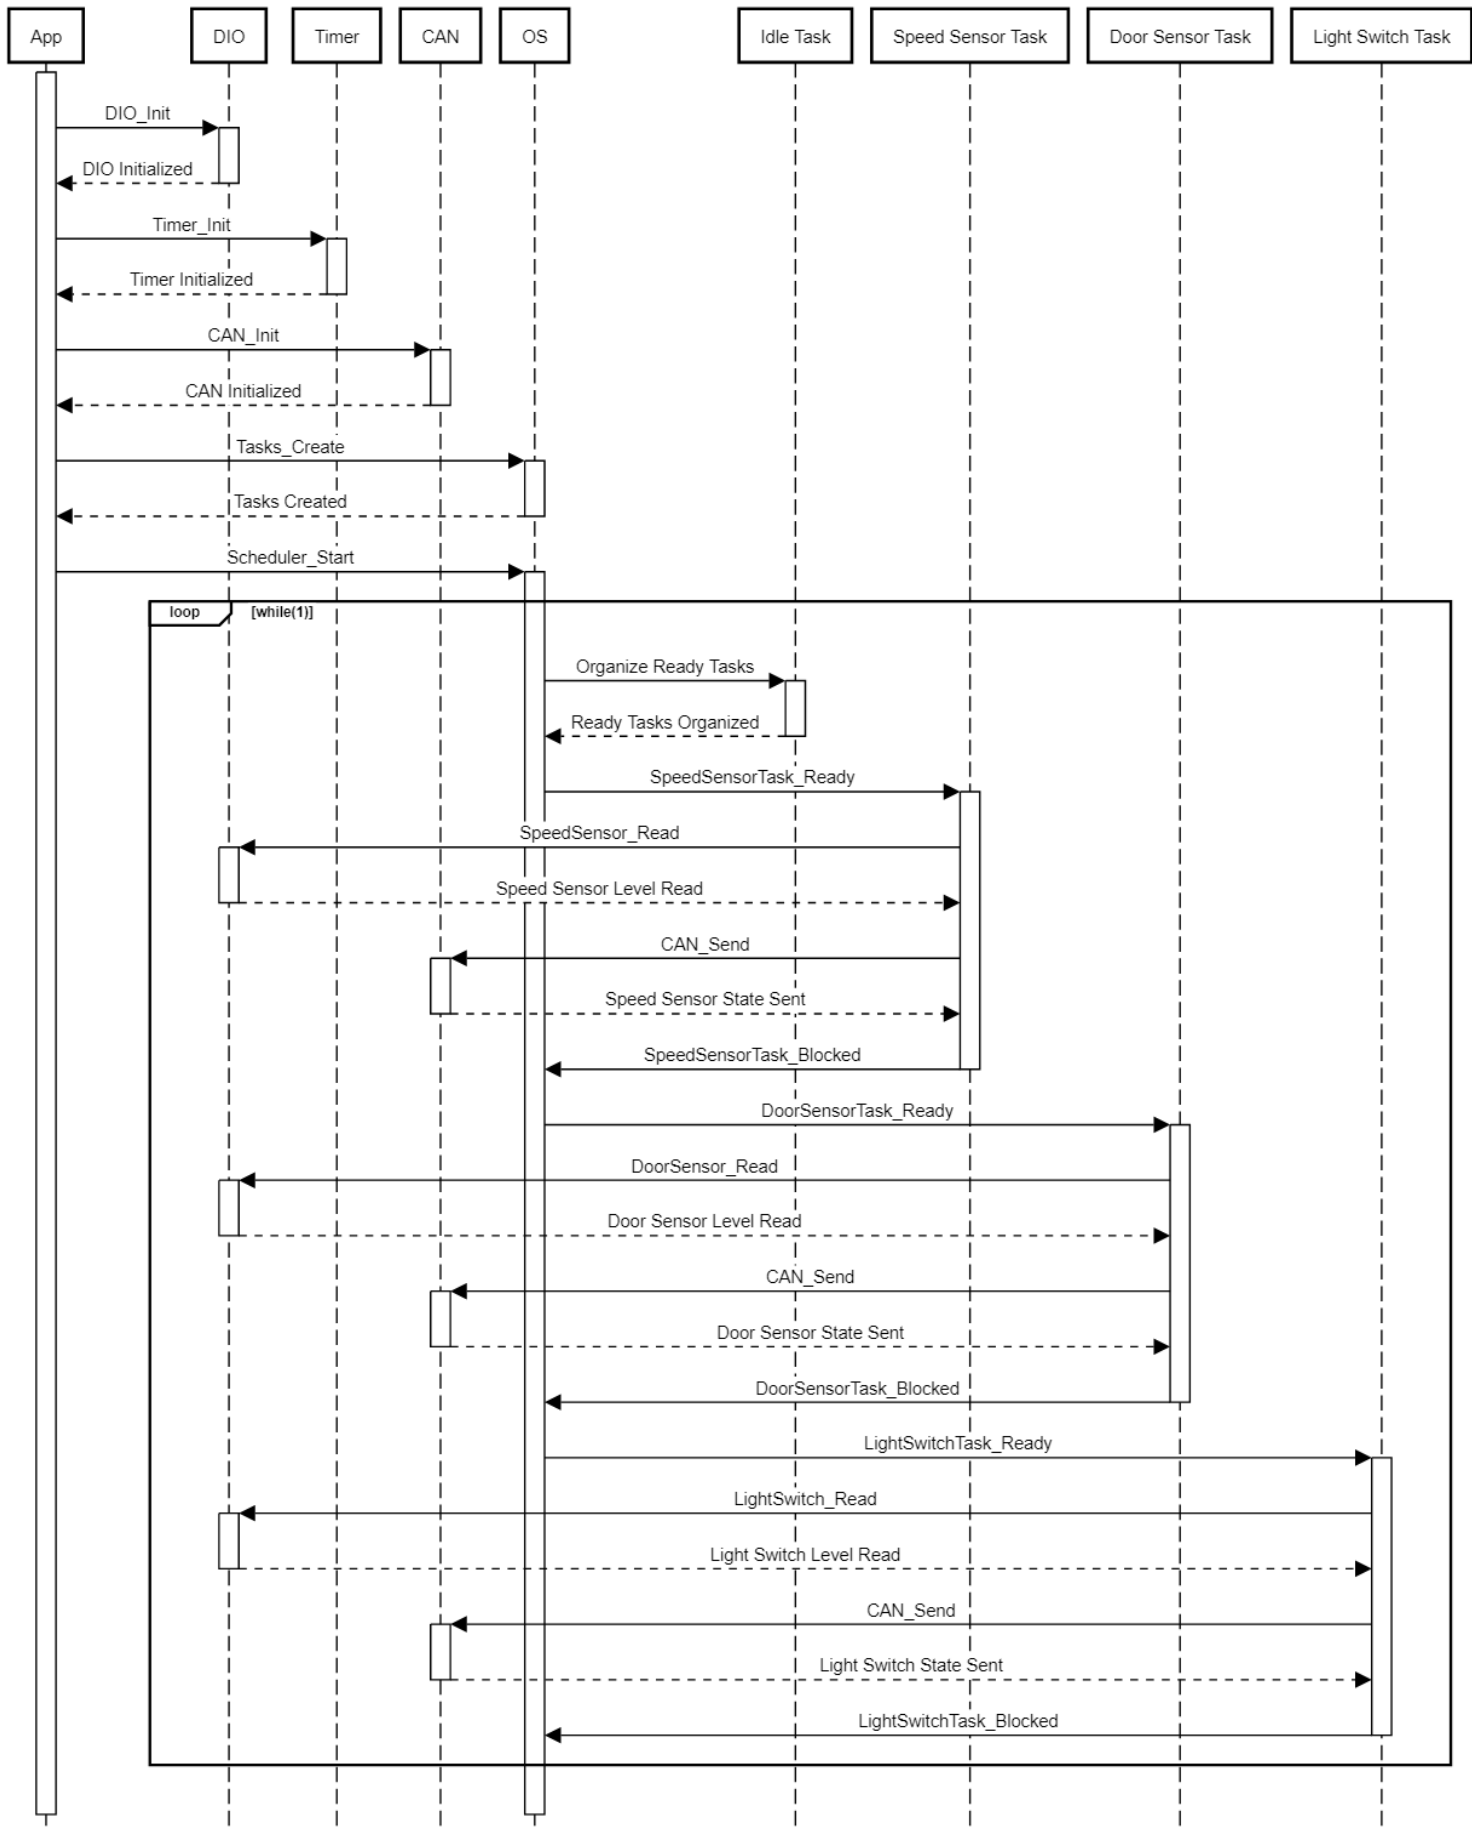 App
DIO
Timer
CAN
OS
Idle Task
Speed Sensor Task
Door Sensor Task
Light Switch Task
DIO_Init
DIO Initialized
Timer_Init
Timer Initialized
CAN_Init
CAN Initialized
Tasks_Create
Tasks Created
Scheduler_Start
loop [while(1)]
Organize Ready Tasks
Ready Tasks Organized
SpeedSensorTask_Ready
SpeedSensor_Read
Speed Sensor Level Read
CAN_Send
Speed Sensor State Sent
SpeedSensorTask_Blocked
DoorSensorTask_Ready
DoorSensor_Read
Door Sensor Level Read
CAN_Send
Door Sensor State Sent
DoorSensorTask_Blocked
LightSwitchTask_Ready
LightSwitch_Read
Light Switch Level Read
CAN_Send
Light Switch State Sent
LightSwitchTask_Blocked